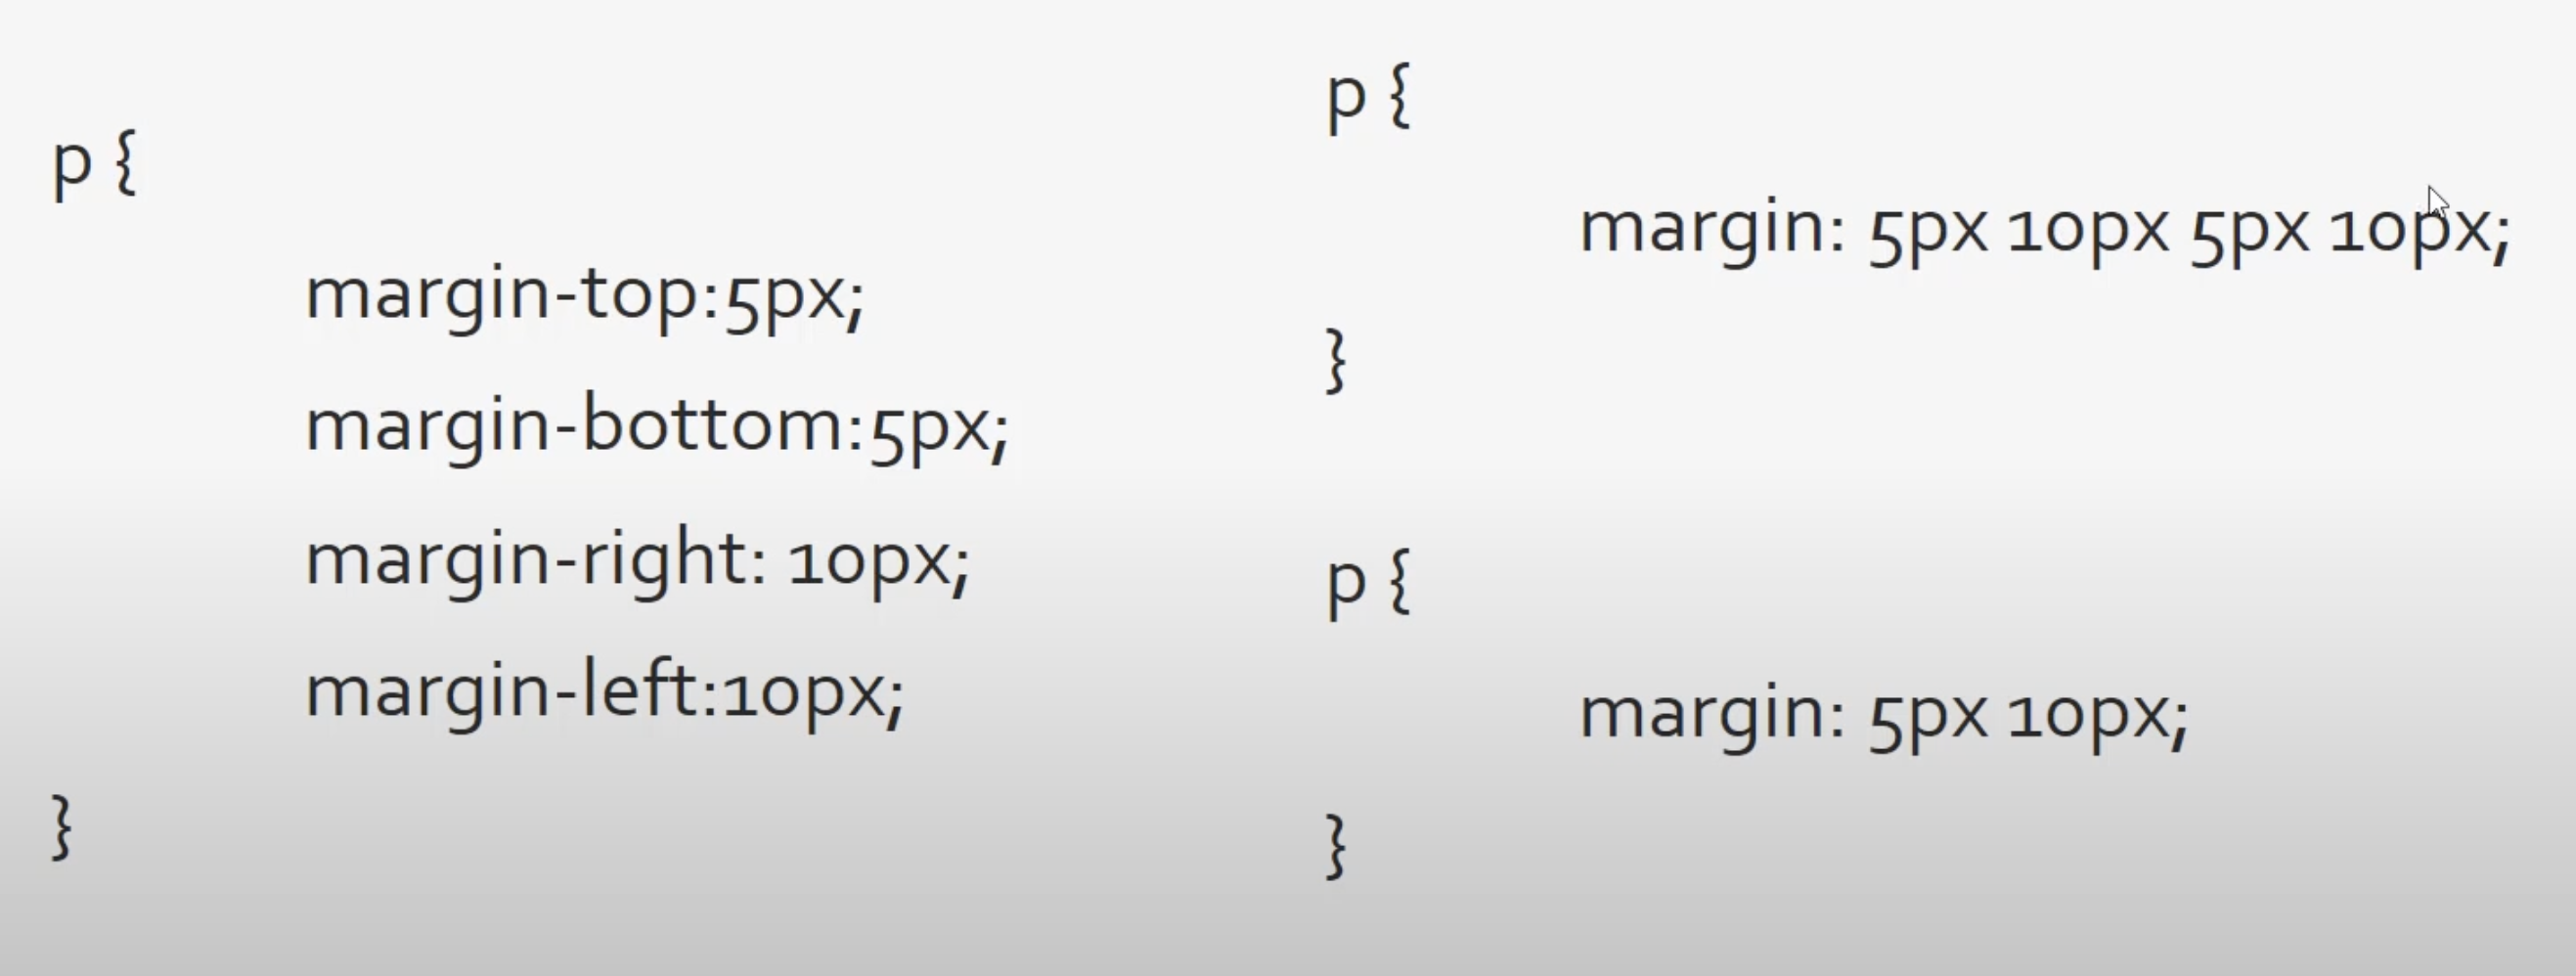 p {
margin-top:5px;
margin-bottom:5px;
margin-right: 10px;
margin-left:10px;
}
p {
margin: 5px 10px 5px 10px;
}
p {
margin: 5px 10px;
}